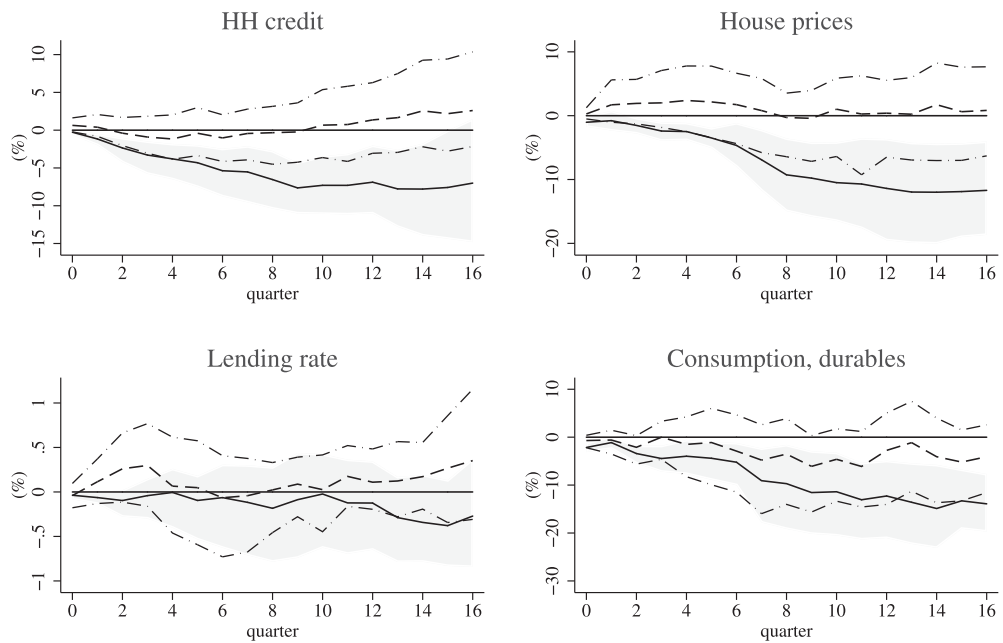 HH credit
10
5
0
−5
−10
−15
(%)
0 2 4 6 8 10 12 14 16
quarter
House prices
10
0
−10
−20
(%)
0 2 4 6 8 10 12 14 16
quarter
Lending rate
1
.5
0
−.5
−1
(%)
0 2 4 6 8 10 12 14 16
quarter
Consumption, durables
10
0
−10
−20
−30
(%)
0 2 4 6 8 10 12 14 16
quarter